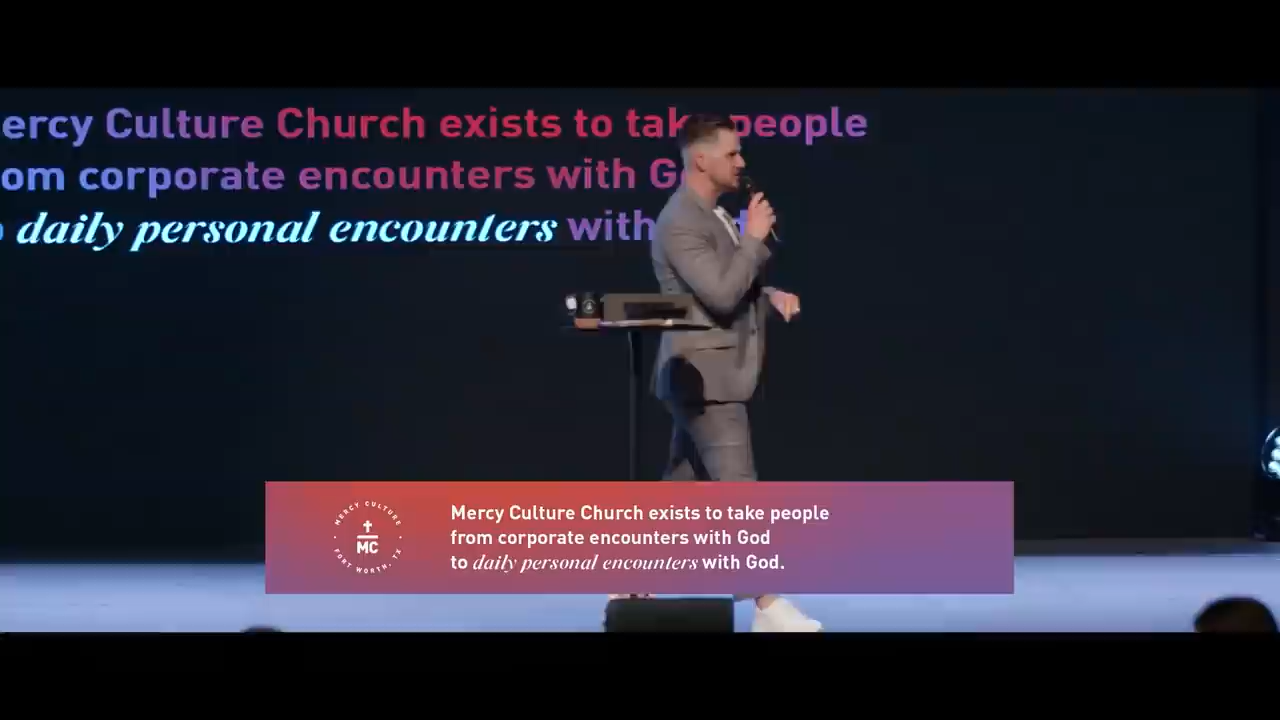 ercy Culture Church exists to tak people
om corporate encounters with G
daily personal encounters with
MERCY CULTURE
MC
FORT WORTH, TX
Mercy Culture Church exists to take people
from corporate encounters with God
to daily personal encounters with God.